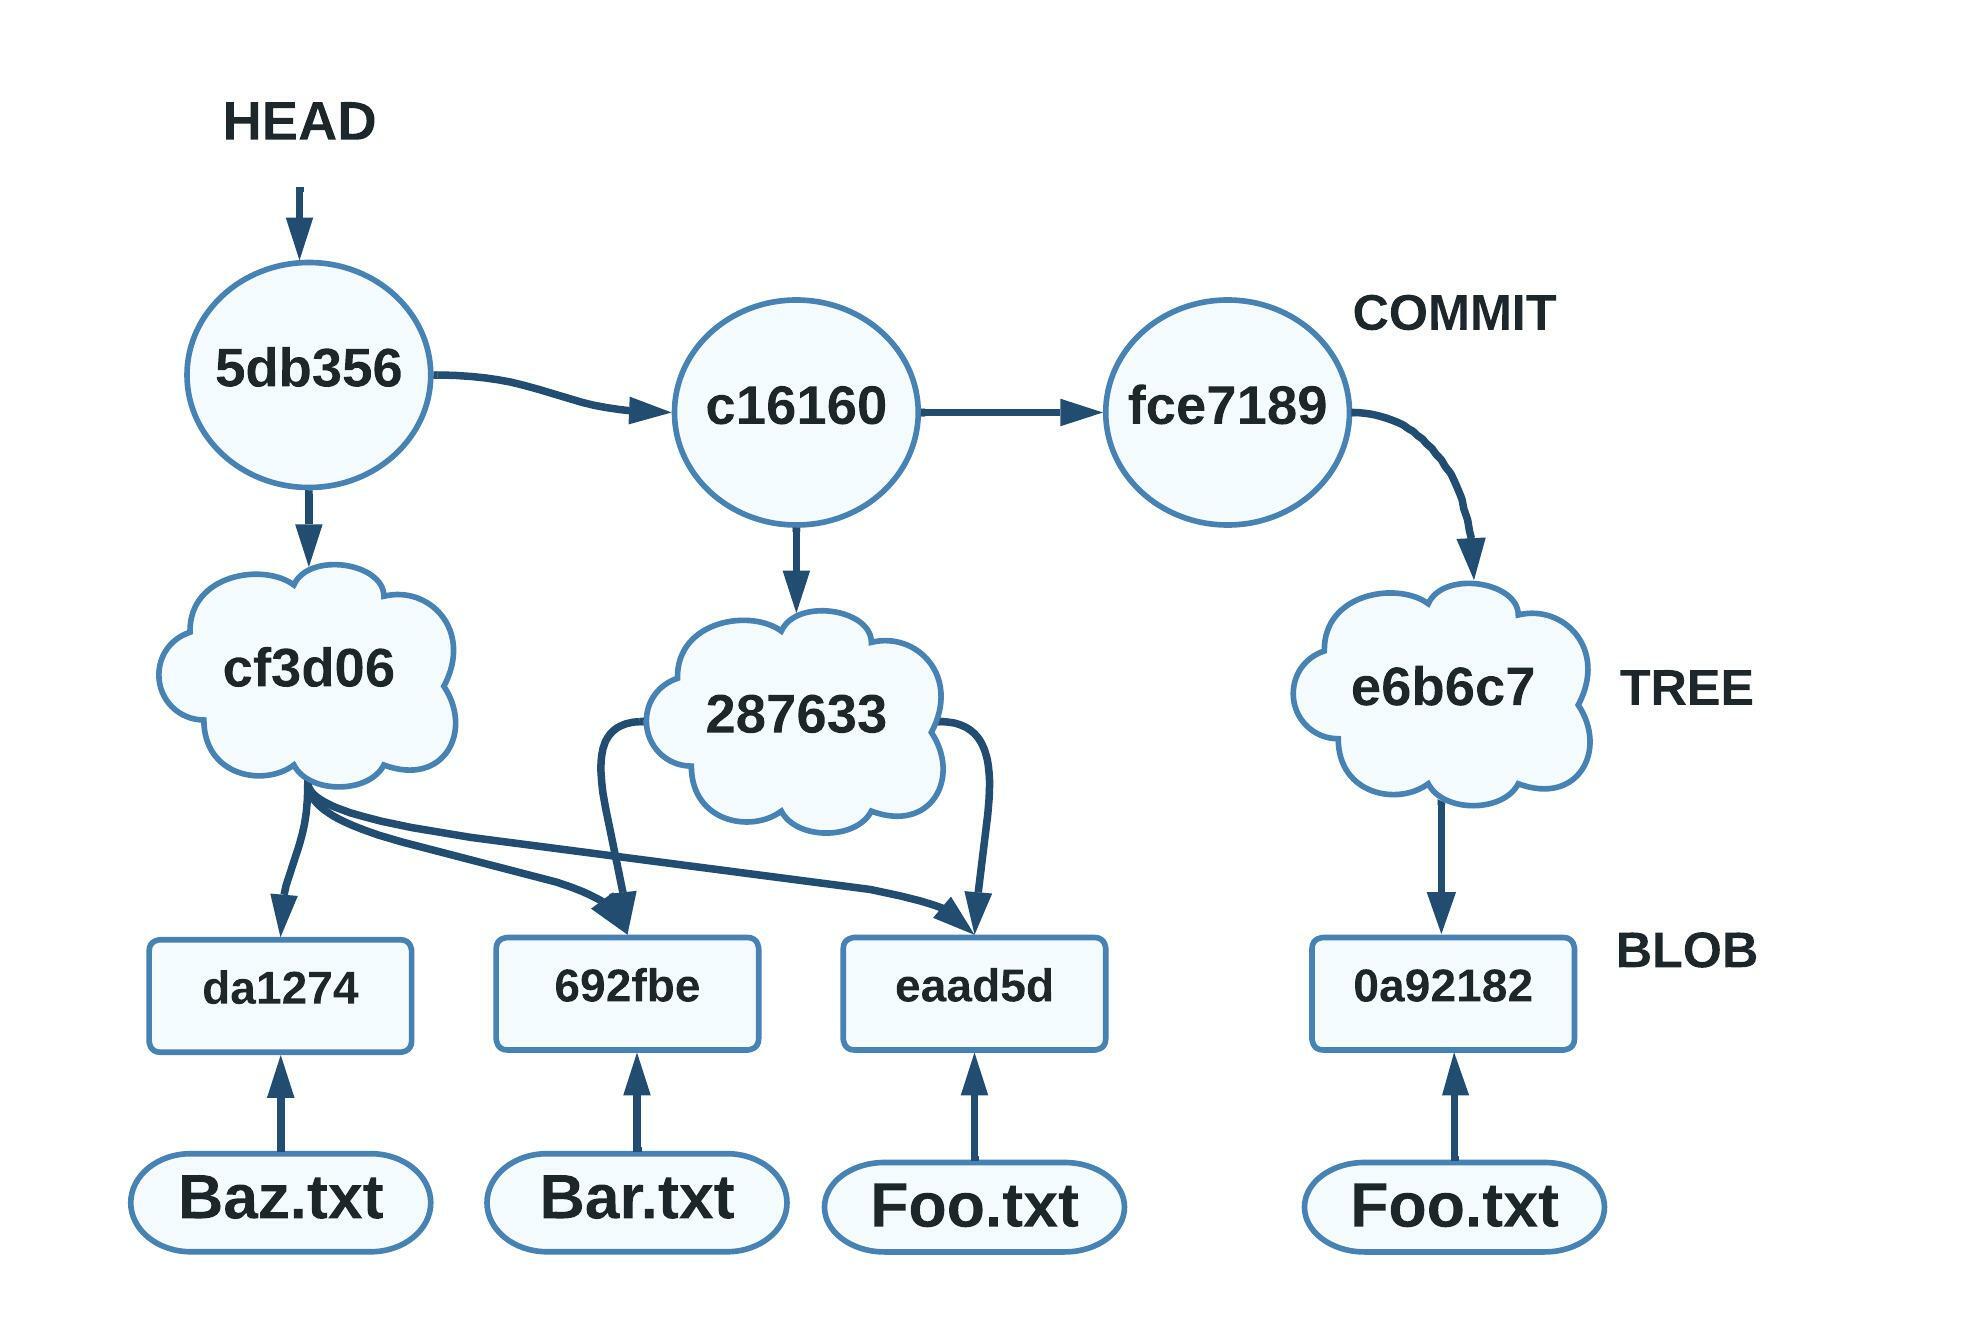 HEAD
5db356
c16160
fce7189
COMMIT
cf3d06
287633
e6b6c7
TREE
da1274
692fbe
eaad5d
0a92182
BLOB
Baz.txt
Bar.txt
Foo.txt
Foo.txt